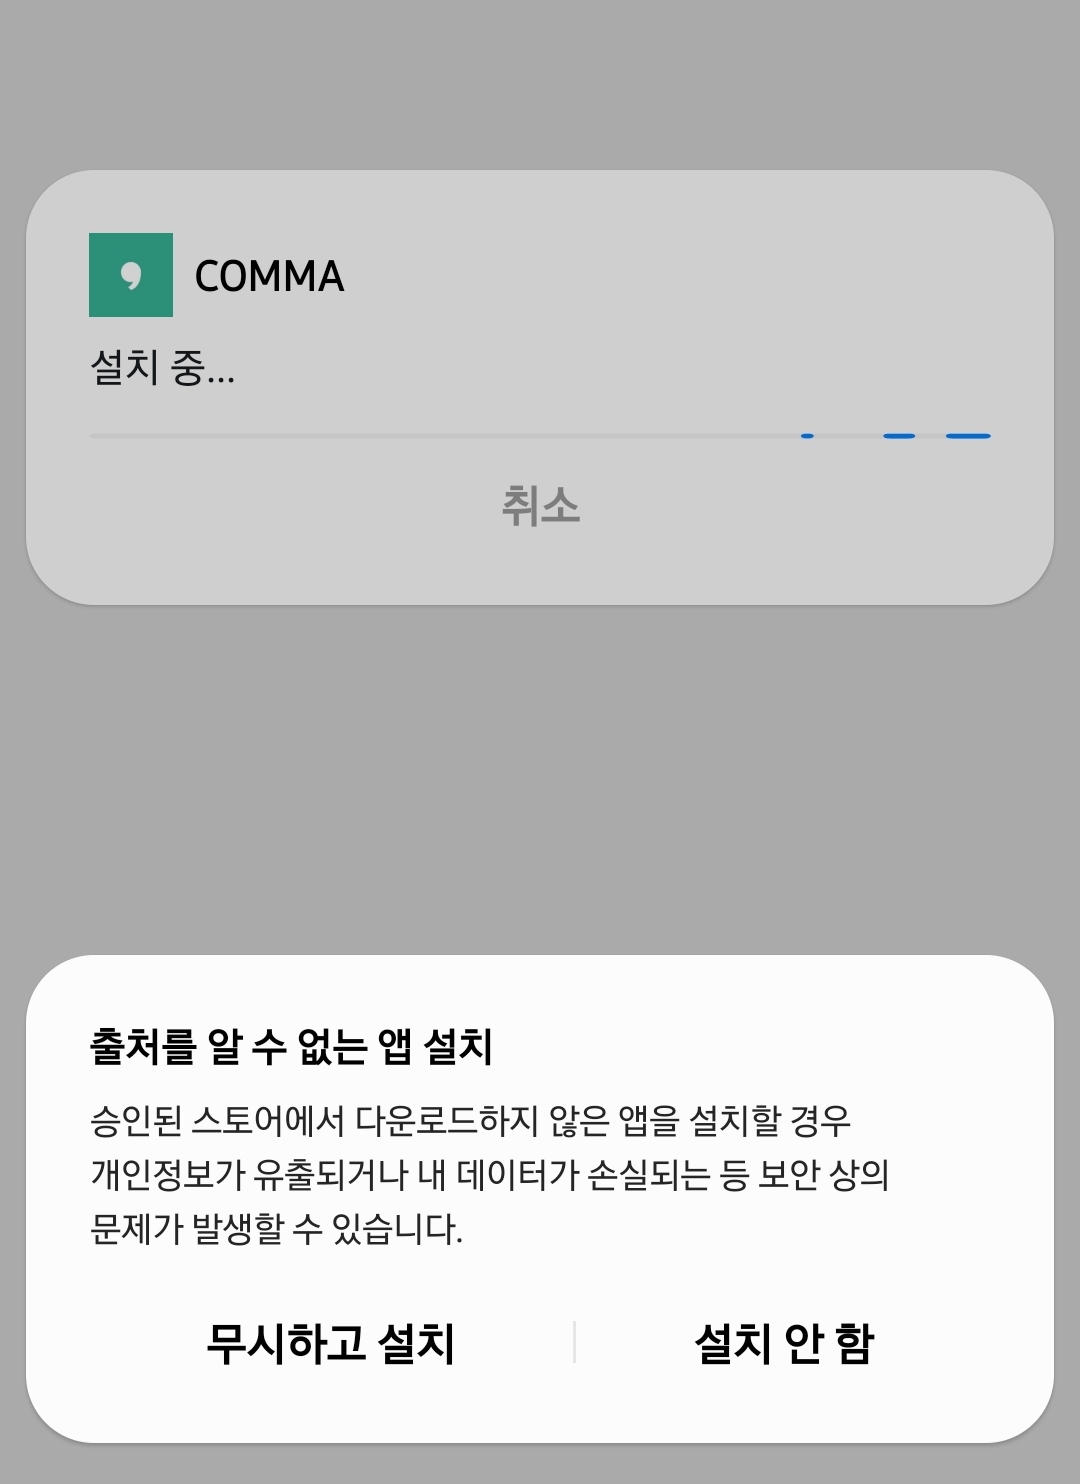 COMMA
설치 중...
취소
출처를 알 수 없는 앱 설치
승인된 스토어에서 다운로드하지 않은 앱을 설치할 경우
개인정보가 유출되거나 내 데이터가 손실되는 등 보안 상의
문제가 발생할 수 있습니다.
무시하고 설치 설치 안 함